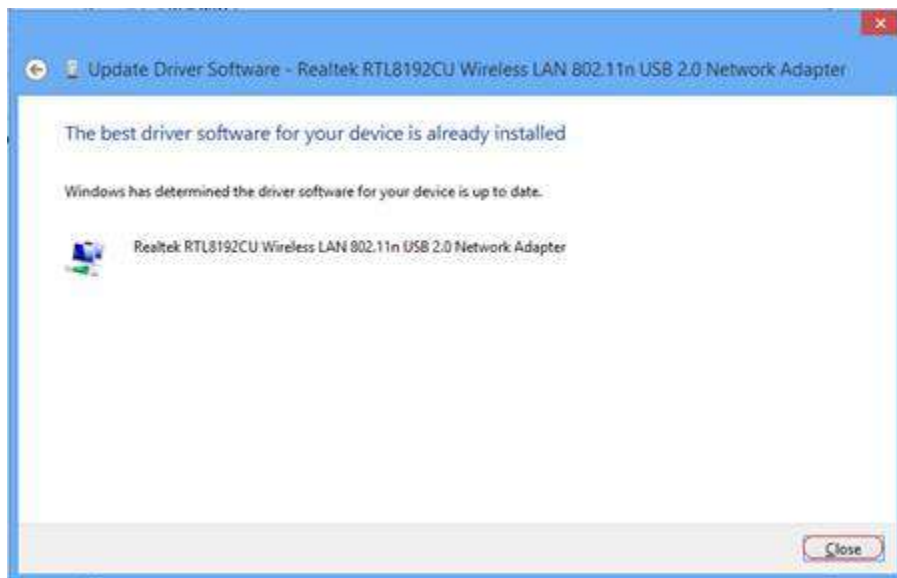 Update Driver Software - Realtek RTL8192CU Wireless LAN 802.11n USB 2.0 Network Adapter
The best driver software for your device is already installed
Windows has determined the driver software for your device is up to date.
Realtek RTL8192CU Wireless LAN 802.11n USB 2.0 Network Adapter
Close